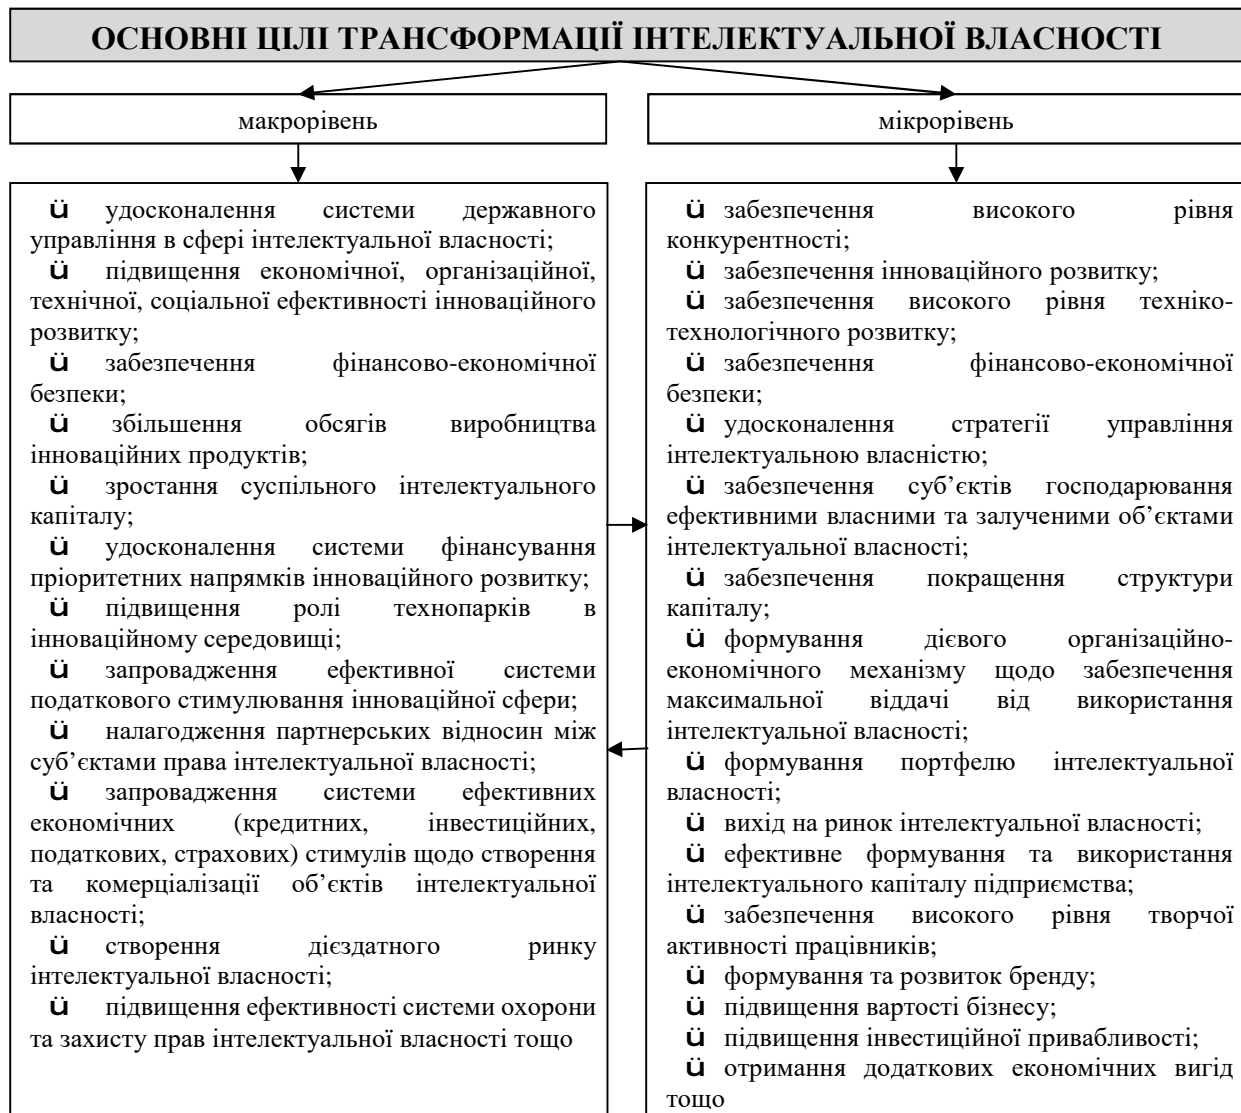 ОСНОВНІ ЦІЛІ ТРАНСФОРМАЦІЇ ІНТЕЛЕКТУАЛЬНОЇ ВЛАСНОСТІ
макрорівень
мікрорівень
ü удосконалення системи державного
управління в сфері інтелектуальної власності;
ü підвищення економічної, організаційної,
технічної, соціальної ефективності інноваційного
розвитку;
ü забезпечення фінансово-економічної
безпеки;
ü збільшення обсягів виробництва
інноваційних продуктів;
ü зростання суспільного інтелектуального
капіталу;
ü удосконалення системи фінансування
пріоритетних напрямків інноваційного розвитку;
ü підвищення ролі технопарків в
інноваційному середовищі;
ü запровадження ефективної системи
податкового стимулювання інноваційної сфери;
ü налагодження партнерських відносин між
суб’єктами права інтелектуальної власності;
ü запровадження системи ефективних
економічних (кредитних, інвестиційних,
податкових, страхових) стимулів щодо створення
та комерціалізації об’єктів інтелектуальної
власності;
ü створення дієздатного ринку
інтелектуальної власності;
ü підвищення ефективності системи охорони
та захисту прав інтелектуальної власності тощо
ü забезпечення високого рівня
конкурентності;
ü забезпечення інноваційного розвитку;
ü забезпечення високого рівня техніко-
технологічного розвитку;
ü забезпечення фінансово-економічної
безпеки;
ü удосконалення стратегії управління
інтелектуальною власністю;
ü забезпечення суб’єктів господарювання
ефективними власними та залученими об’єктами
інтелектуальної власності;
ü забезпечення покращення структури
капіталу;
ü формування дієвого організаційно-
економічного механізму щодо забезпечення
максимальної віддачі від використання
інтелектуальної власності;
ü формування портфелю інтелектуальної
власності;
ü вихід на ринок інтелектуальної власності;
ü ефективне формування та використання
інтелектуального капіталу підприємства;
ü забезпечення високого рівня творчої
активності працівників;
ü формування та розвиток бренду;
ü підвищення вартості бізнесу;
ü підвищення інвестиційної привабливості;
ü отримання додаткових економічних вигід
тощо